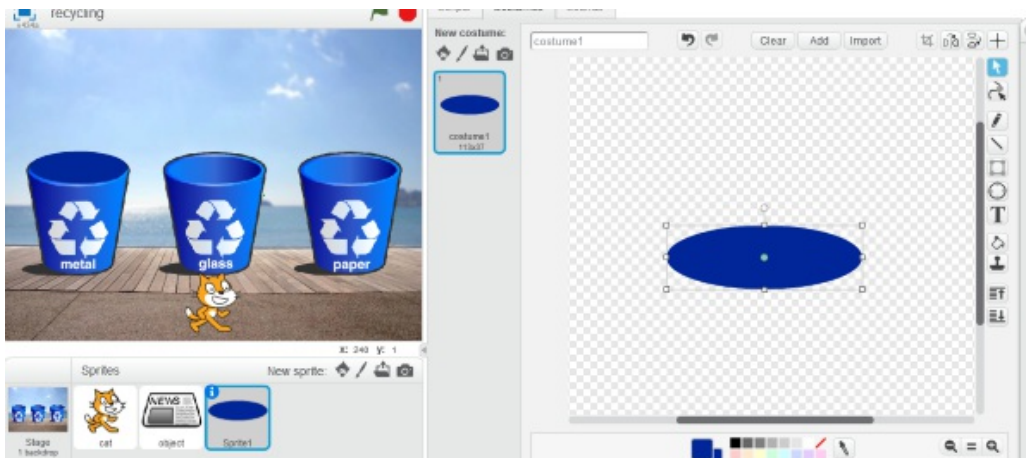 recycling
New costume:
costume1
Clear
Add
Import
1
costume1
T
metal
glass
paper
X: 240 y: 1
Sprites
New sprite:
NEWS
Stage
1 backdrop
cat
object
Sprite1